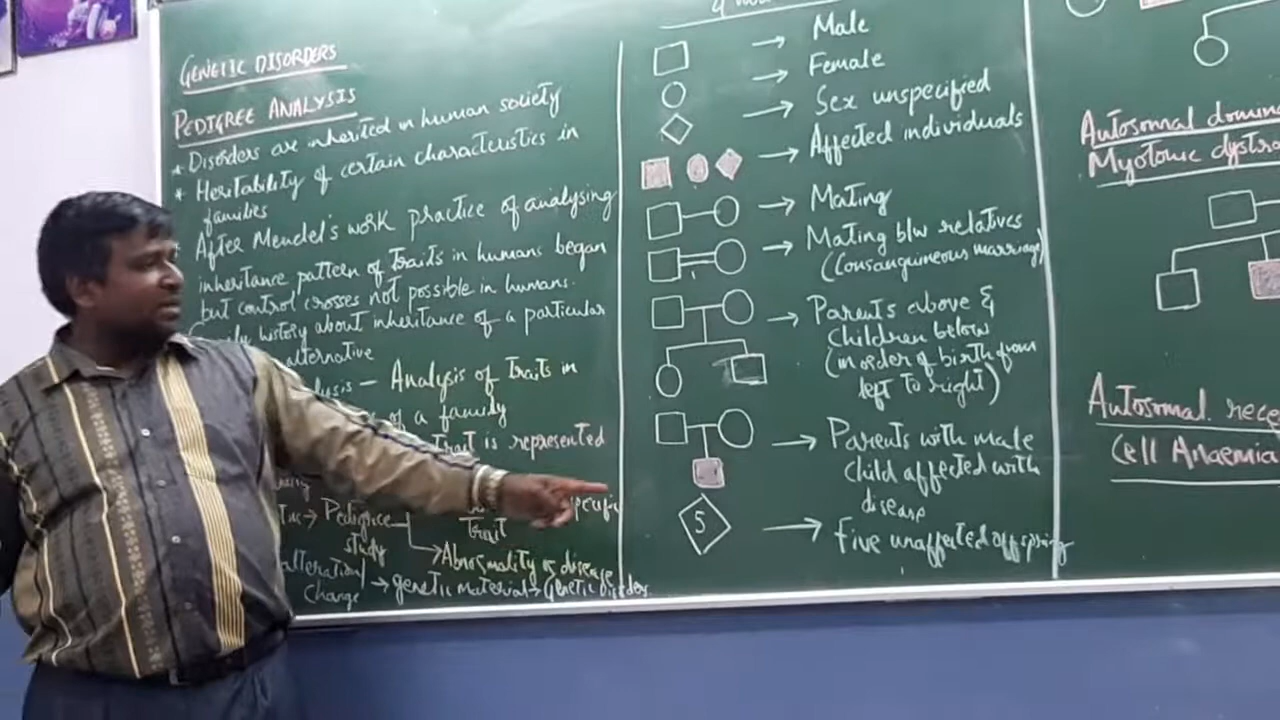 GENETIC DISORDERS
PEDIGREE ANALYSIS
* Disorders are inherited in human society
* Heritability of certain characteristics in
families
After Mendel's work practice of analysing
inheritance pattern of traits in humans began
but control crosses not possible in humans.
history about inheritance of a particular
alternative
– Analysis of traits in
of a family
Trait is represented
→ Pedigree
study
Trait
→ Abnormality or disease
alteration/
Change → genetic material →
→ Male
→ Female
→ Sex unspecified
→ Affected individuals
→ Mating
→ Mating b/w relatives
(Consanguineous marriage)
→ Parents above &
Children below
(in order of birth from
left to right)
→ Parents with male
Child affected with
disease
5 → Five unaffected offspring
Autosomal
Myotonic
Autosomal
Cell Anaemia